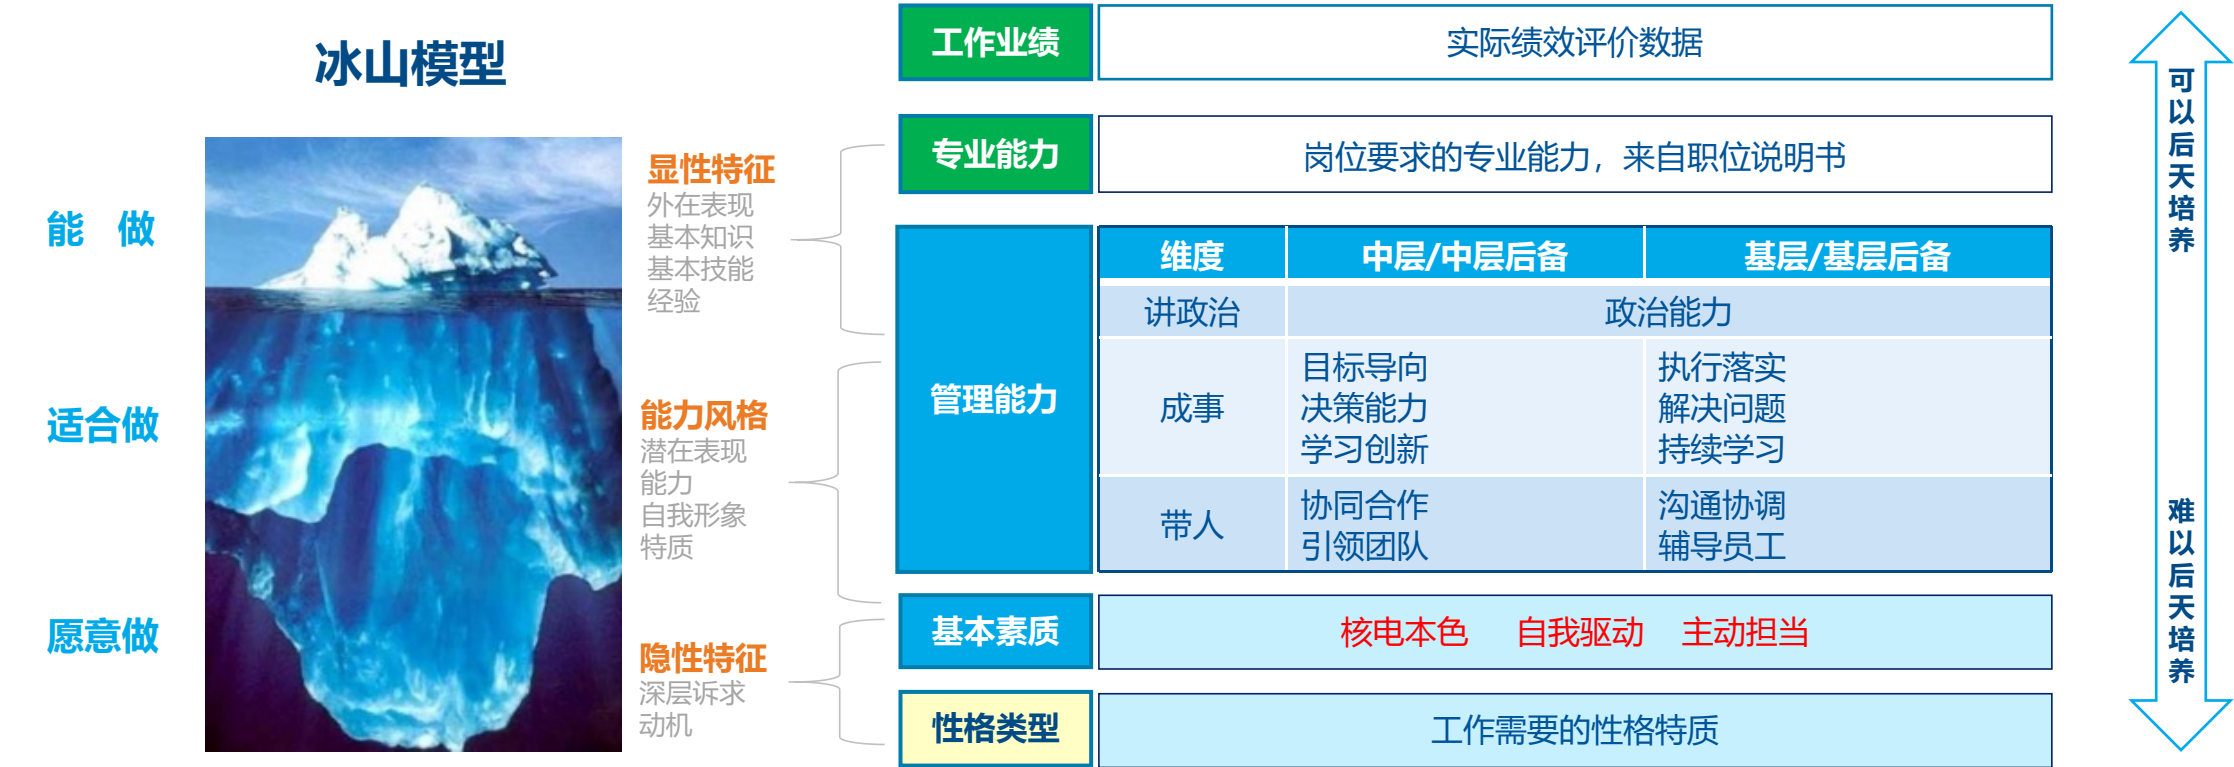 冰山模型
能 做
适合做
愿意做
显性特征
外在表现
基本知识
基本技能
经验
能力风格
潜在表现
能力
自我形象
特质
隐性特征
深层诉求
动机
工作业绩
实际绩效评价数据
专业能力
岗位要求的专业能力，来自职位说明书
管理能力
维度 中层/中层后备 基层/基层后备
讲政治 政治能力
成事
目标导向
决策能力
学习创新
执行落实
解决问题
持续学习
带人
协同合作
引领团队
沟通协调
辅导员工
基本素质
核电本色 自我驱动 主动担当
性格类型
工作需要的性格特质
可以后天培养
难以后天培养